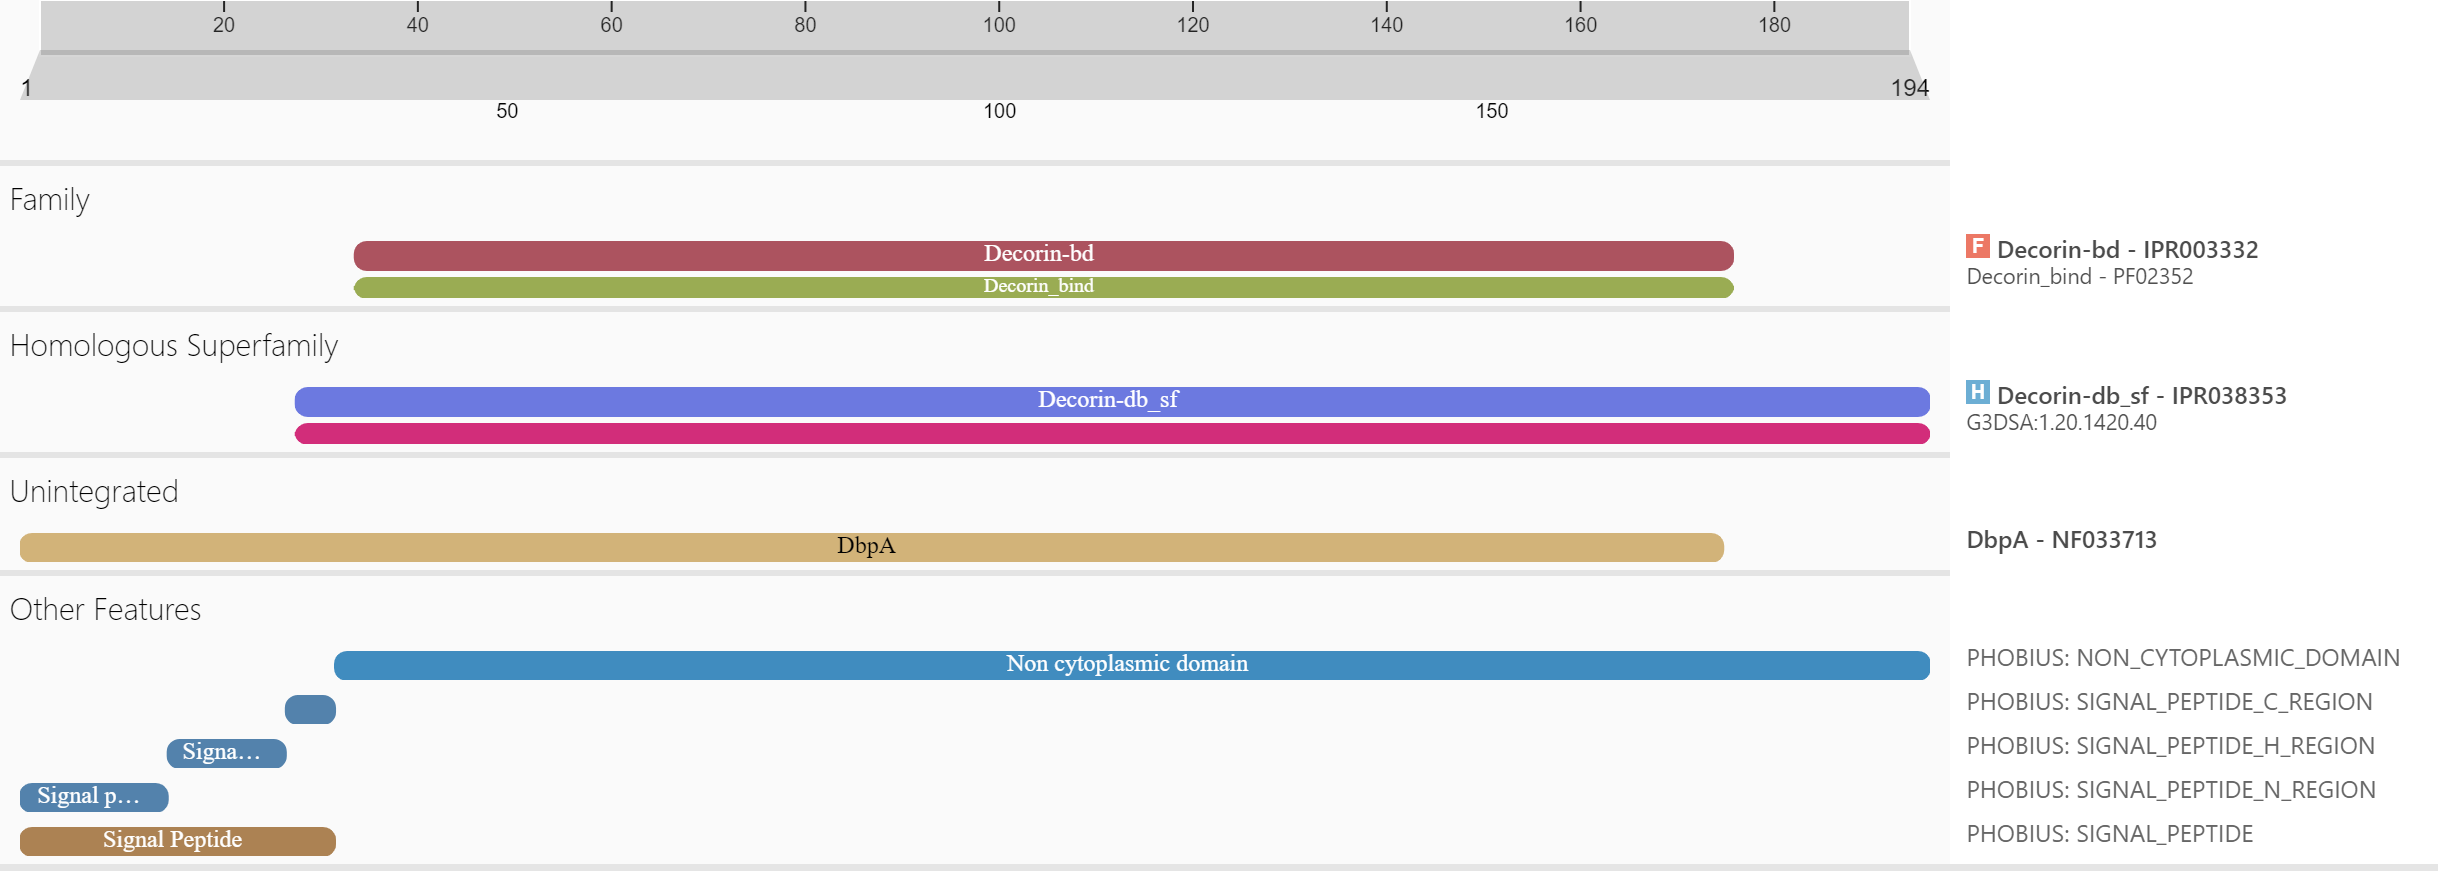 20 40 60 80 100 120 140 160 180
1 194
50 100 150
Family
Decorin-bd
F Decorin-bd - IPR003332
Decorin_bind
Decorin_bind - PF02352
Homologous Superfamily
Decorin-db_sf
H Decorin-db_sf - IPR038353
G3DSA:1.20.1420.40
Unintegrated
DbpA
DbpA - NF033713
Other Features
Non cytoplasmic domain
PHOBIUS: NON_CYTOPLASMIC_DOMAIN
PHOBIUS: SIGNAL_PEPTIDE_C_REGION
Signa…
PHOBIUS: SIGNAL_PEPTIDE_H_REGION
Signal p…
PHOBIUS: SIGNAL_PEPTIDE_N_REGION
Signal Peptide
PHOBIUS: SIGNAL_PEPTIDE